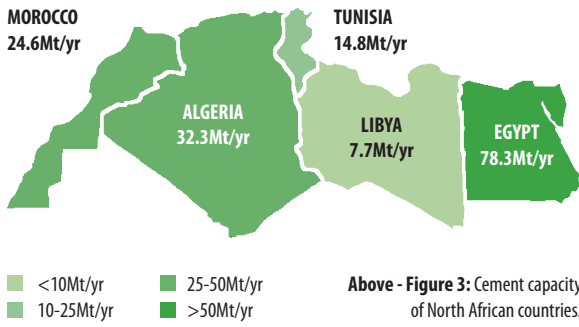 MOROCCO
24.6Mt/yr
TUNISIA
14.8Mt/yr
ALGERIA
32.3Mt/yr
LIBYA
7.7Mt/yr
EGYPT
78.3Mt/yr
<10Mt/yr
10-25Mt/yr
25-50Mt/yr
>50Mt/yr
Above - Figure 3: Cement capacity
of North African countries.